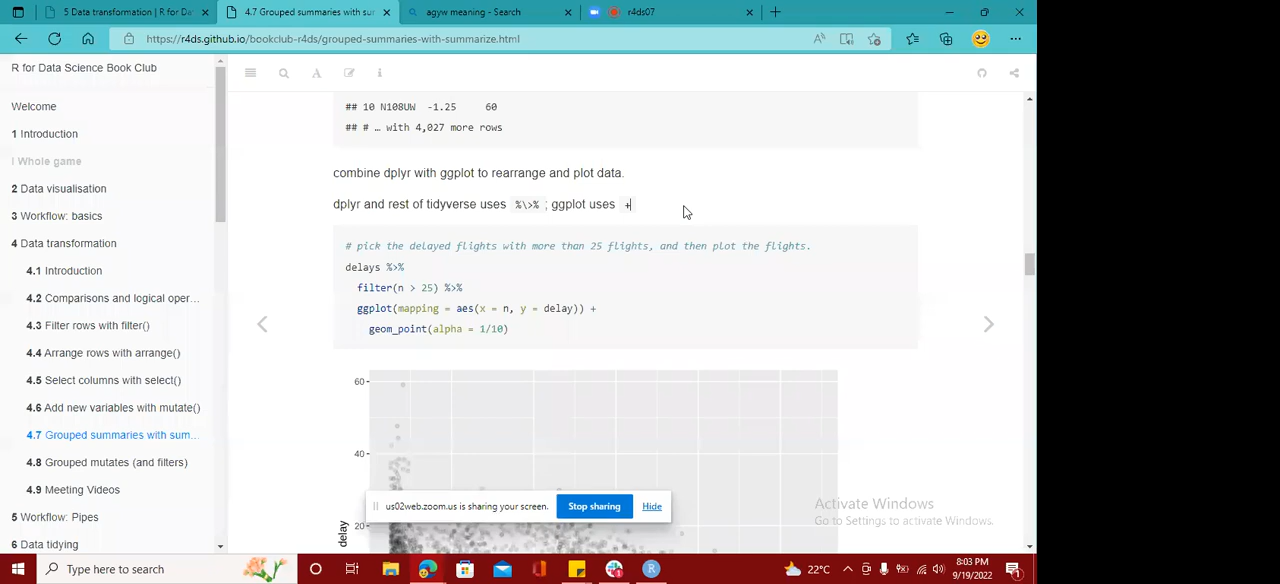 5 Data transformation | R for Da
4.7 Grouped summaries with sum
agyw meaning - Search
r4ds07
https://r4ds.github.io/bookclub-r4ds/grouped-summaries-with-summarize.html
R for Data Science Book Club
Welcome
1 Introduction
I Whole game
2 Data visualisation
3 Workflow: basics
4 Data transformation
4.1 Introduction
4.2 Comparisons and logical oper…
4.3 Filter rows with filter()
4.4 Arrange rows with arrange()
4.5 Select columns with select()
4.6 Add new variables with mutate()
4.7 Grouped summaries with sum…
4.8 Grouped mutates (and filters)
4.9 Meeting Videos
5 Workflow: Pipes
6 Data tidying
## 10 N108UW -1.25 60
## # … with 4,027 more rows
combine dplyr with ggplot to rearrange and plot data.
dplyr and rest of tidyverse uses %\>% ; ggplot uses +
# pick the delayed flights with more than 25 flights, and then plot the flights.
delays %>%
filter(n > 25) %>%
ggplot(mapping = aes(x = n, y = delay)) +
geom_point(alpha = 1/10)
60
40
20
delay
us02web.zoom.us is sharing your screen.
Stop sharing
Hide
Activate Windows
Go to Settings to activate Windows.
Type here to search
22°C
8:03 PM
9/19/2022